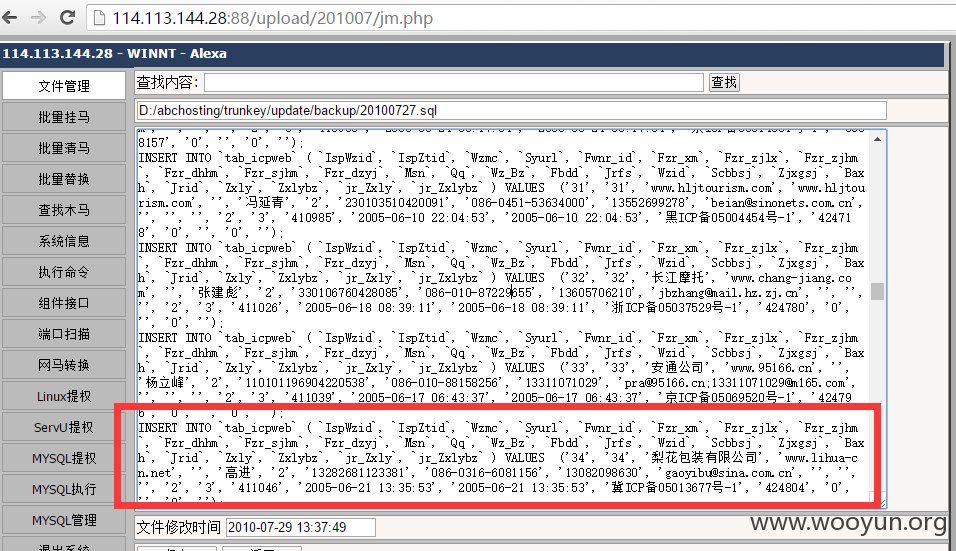 114.113.144.28:88/upload/201007/jm.php
114.113.144.28 - WINNT - Alexa
文件管理
批量挂马
批量清马
批量替换
查找木马
系统信息
执行命令
组件接口
端口扫描
网马转换
Linux提权
ServU提权
MYSQL提权
MYSQL执行
MYSQL管理
退出系统
查找内容: 查找
D:/abchosting/trunkey/update/backup/20100727.sql
8157', '0', '', '0', '');
INSERT INTO `tab_icpweb` ( `IspWzid`, `IspZtid`, `Wzmc`, `Syurl`, `Fwnr_id`, `Fzr_xm`, `Fzr_zjlx`, `Fzr_zjhm
`, `Fzr_dhhm`, `Fzr_sjhm`, `Fzr_dzyj`, `Msn`, `Qq`, `Wz_Bz`, `Fbdd`, `Jrfs`, `Wzid`, `Scbbsj`, `Zjxgsj`, `Bax
h`, `Jrid`, `Zxly`, `Zxlybz`, `jr_Zxly`, `jr_Zxlybz` ) VALUES ('31', '31', 'www.hljtourism.com', 'www.hljtou
rism.com', '', '冯延青', '2', '230103510420091', '086-0451-53634000', '13552699278', 'beian@sinonets.com.cn',
'', '', '', '2', '3', '410985', '2005-06-10 22:04:53', '2005-06-10 22:04:53', '黑ICP备05004454号-1', '42471
8', '0', '', '0', '');
INSERT INTO `tab_icpweb` ( `IspWzid`, `IspZtid`, `Wzmc`, `Syurl`, `Fwnr_id`, `Fzr_xm`, `Fzr_zjlx`, `Fzr_zjhm
`, `Fzr_dhhm`, `Fzr_sjhm`, `Fzr_dzyj`, `Msn`, `Qq`, `Wz_Bz`, `Fbdd`, `Jrfs`, `Wzid`, `Scbbsj`, `Zjxgsj`, `Bax
h`, `Jrid`, `Zxly`, `Zxlybz`, `jr_Zxly`, `jr_Zxlybz` ) VALUES ('32', '32', '长江摩托', 'www.chang-jiang.co
m', '', '张建彪', '2', '330106760428085', '086-010-87229655', '13605706210', 'jbzhang@mail.hz.zj.cn', '', '',
'', '2', '3', '411026', '2005-06-18 08:39:11', '2005-06-18 08:39:11', '浙ICP备05037529号-1', '424780', '0',
'', '0', '');
INSERT INTO `tab_icpweb` ( `IspWzid`, `IspZtid`, `Wzmc`, `Syurl`, `Fwnr_id`, `Fzr_xm`, `Fzr_zjlx`, `Fzr_zjhm
`, `Fzr_dhhm`, `Fzr_sjhm`, `Fzr_dzyj`, `Msn`, `Qq`, `Wz_Bz`, `Fbdd`, `Jrfs`, `Wzid`, `Scbbsj`, `Zjxgsj`, `Bax
h`, `Jrid`, `Zxly`, `Zxlybz`, `jr_Zxly`, `jr_Zxlybz` ) VALUES ('33', '33', '安通公司', 'www.95166.cn', '',
'杨立峰', '2', '110101196904220538', '086-010-88158256', '13311071029', 'pra@95166.cn;13311071029@m165.com',
'', '', '', '2', '3', '411039', '2005-06-17 06:43:37', '2005-06-17 06:43:37', '京ICP备05069520号-1', '42479
INSERT INTO `tab_icpweb` ( `IspWzid`, `IspZtid`, `Wzmc`, `Syurl`, `Fwnr_id`, `Fzr_xm`, `Fzr_zjlx`, `Fzr_zjhm
`, `Fzr_dhhm`, `Fzr_sjhm`, `Fzr_dzyj`, `Msn`, `Qq`, `Wz_Bz`, `Fbdd`, `Jrfs`, `Wzid`, `Scbbsj`, `Zjxgsj`, `Bax
h`, `Jrid`, `Zxly`, `Zxlybz`, `jr_Zxly`, `jr_Zxlybz` ) VALUES ('34', '34', '梨花包装有限公司', 'www.lihua-c
n.net', '', '高进', '2', '13282681123381', '086-0316-6081156', '13082098630', 'gaoyibu@sina.com.cn', '', '',
'', '2', '3', '411046', '2005-06-21 13:35:53', '2005-06-21 13:35:53', '冀ICP备05013677号-1', '424804', '0',
文件修改时间 2010-07-29 13:37:49
www.wooyun.org